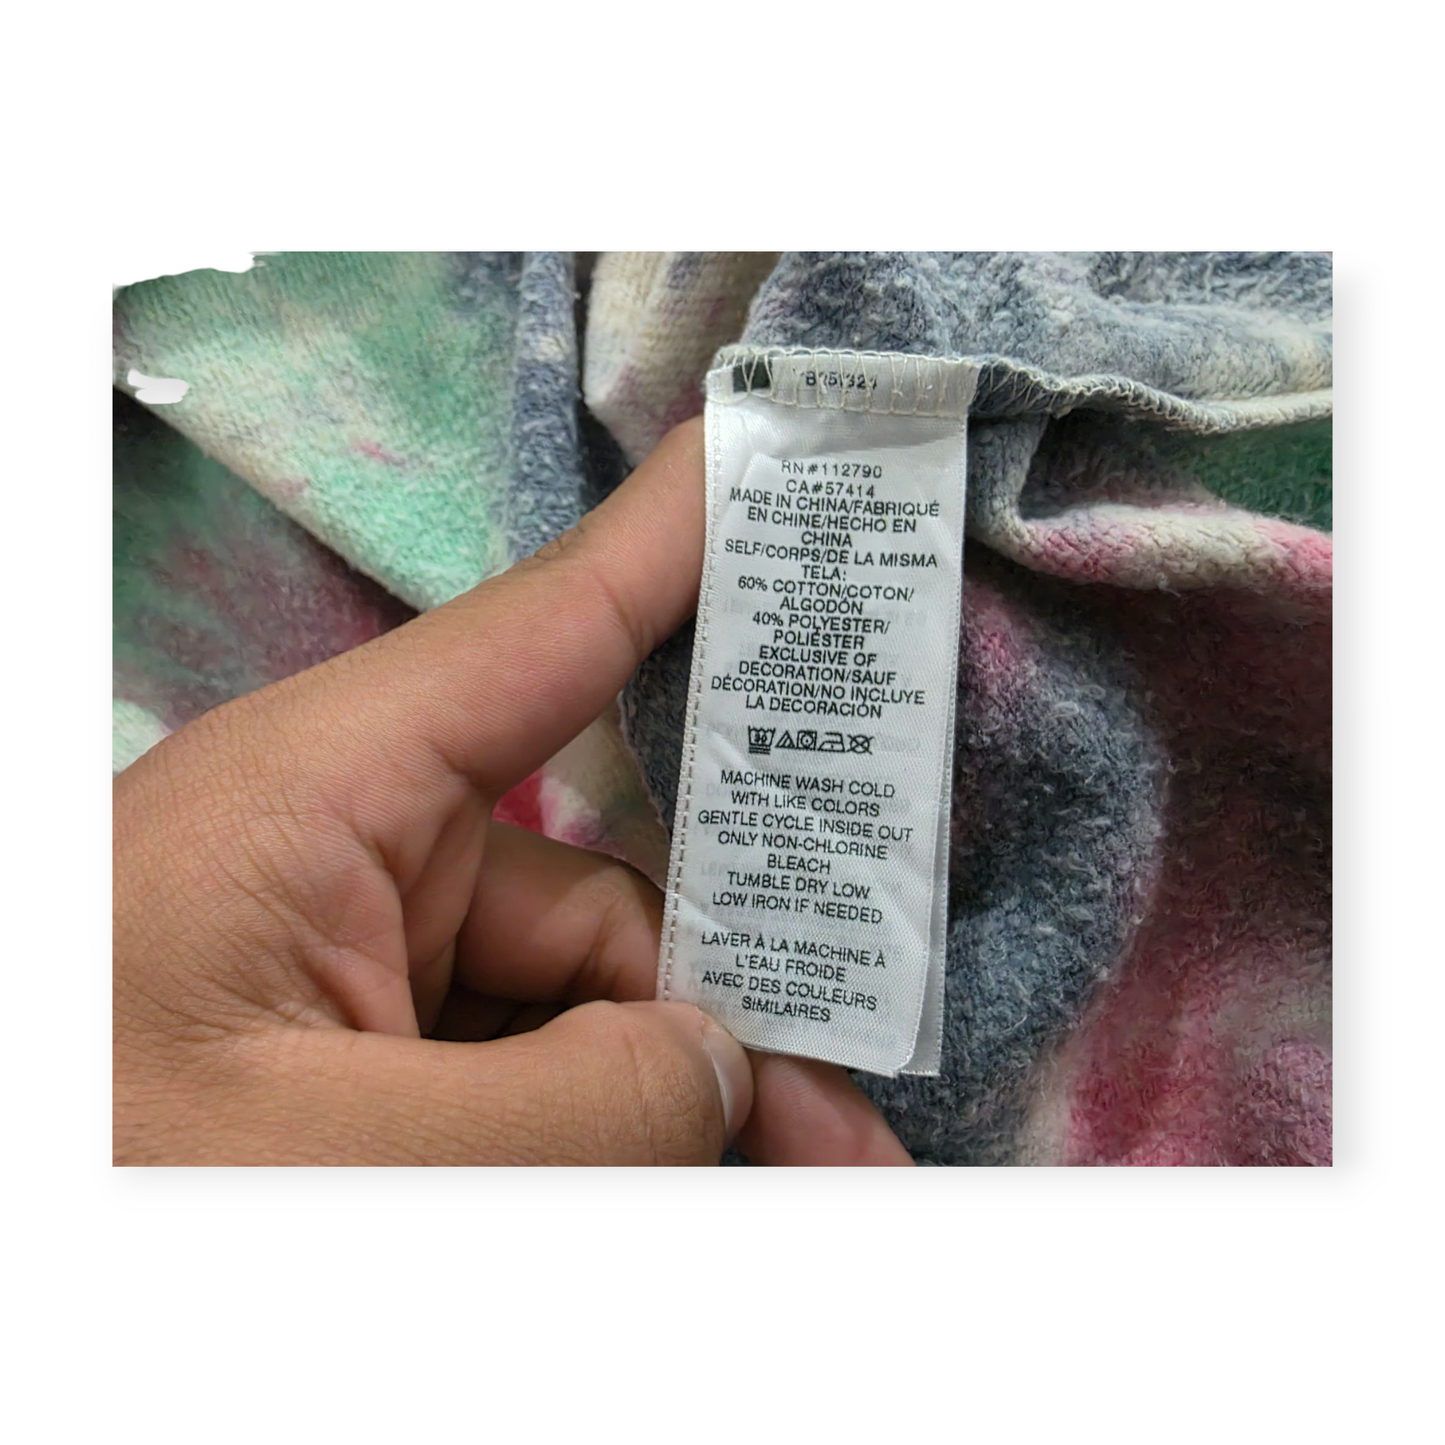 RN#112790
CA#57414
MADE IN CHINA/FABRIQUÉ
EN CHINE/HECHO EN
CHINA
SELF/CORPS/DE LA MISMA
TELA:
60% COTTON/COTON/
ALGODÓN
40% POLYESTER/
POLIÉSTER
EXCLUSIVE OF
DECORATION/SAUF
DÉCORATION/NO INCLUYE
LA DECORACIÓN
MACHINE WASH COLD
WITH LIKE COLORS
GENTLE CYCLE INSIDE OUT
ONLY NON-CHLORINE
BLEACH
TUMBLE DRY LOW
LOW IRON IF NEEDED
LAVER À LA MACHINE À
L'EAU FROIDE
AVEC DES COULEURS
SIMILAIRES